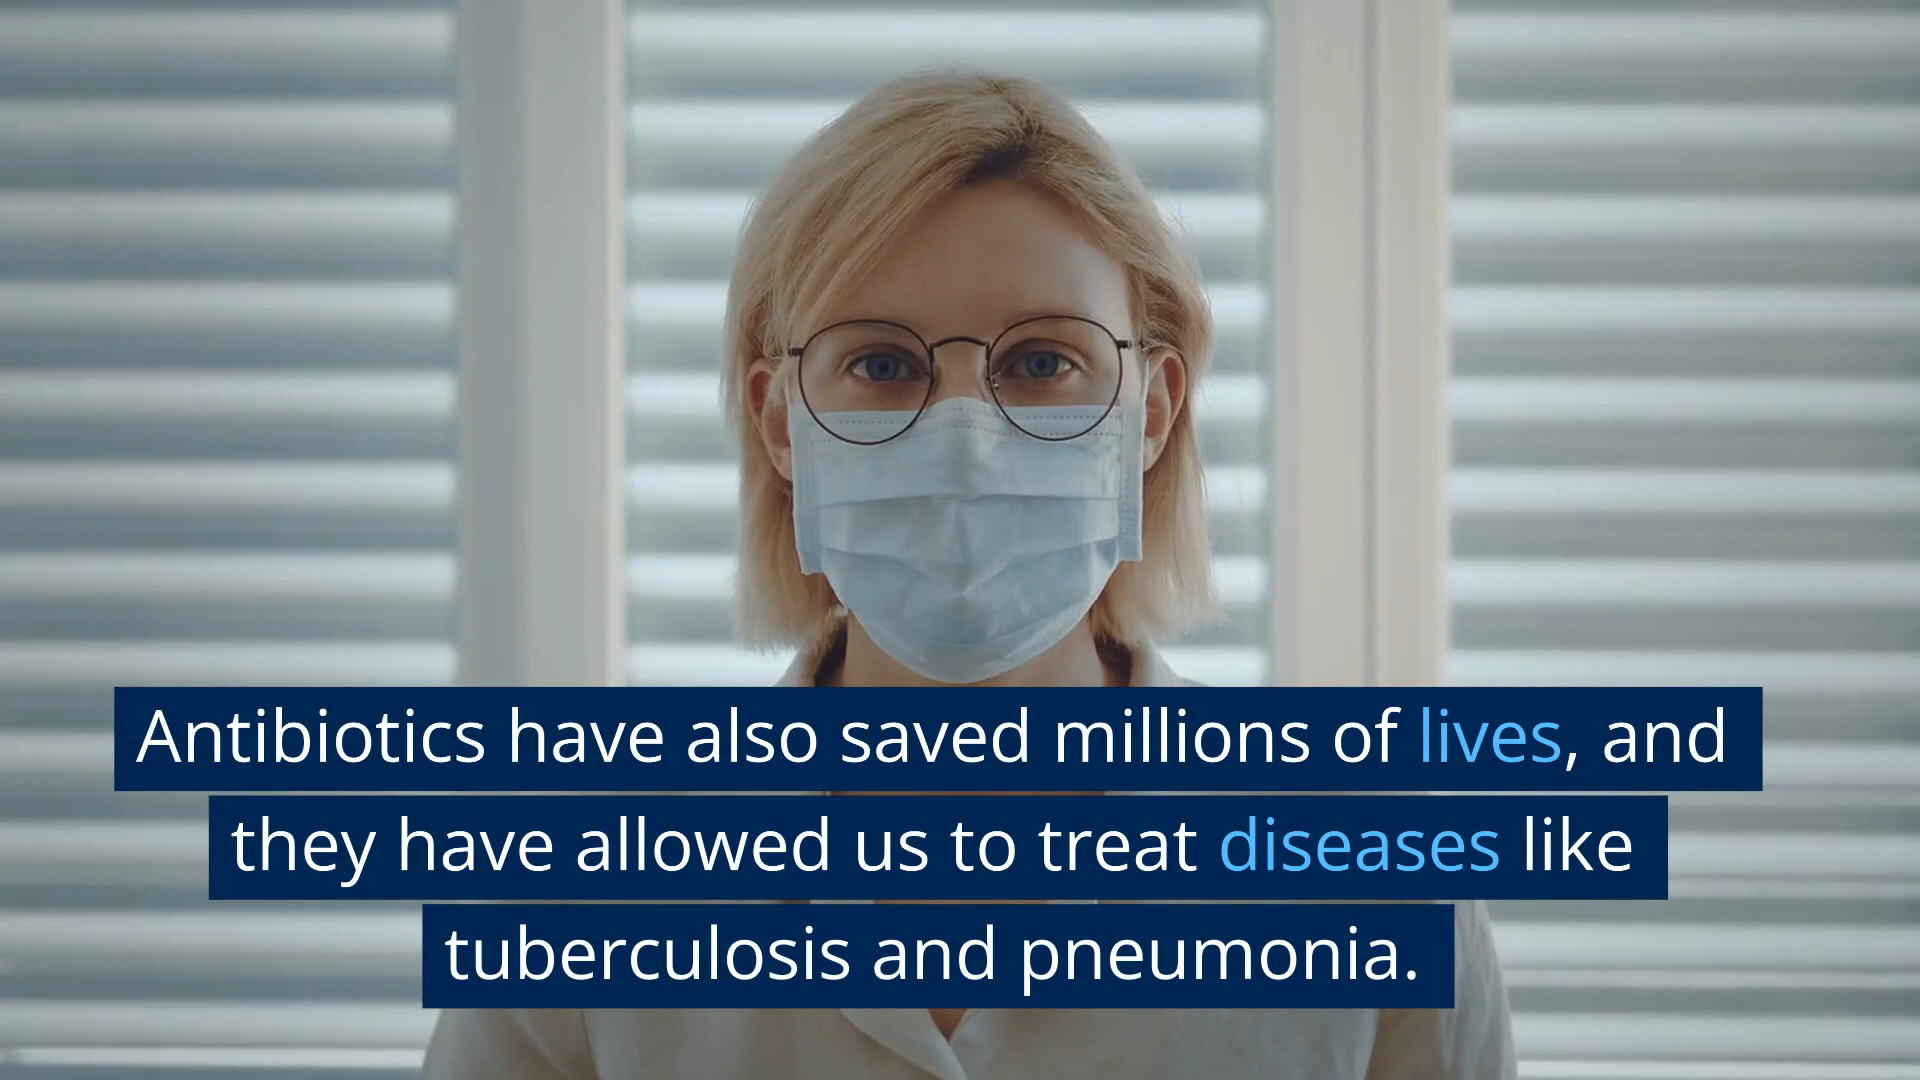 Antibiotics have also saved millions of lives, and
they have allowed us to treat diseases like
tuberculosis and pneumonia.